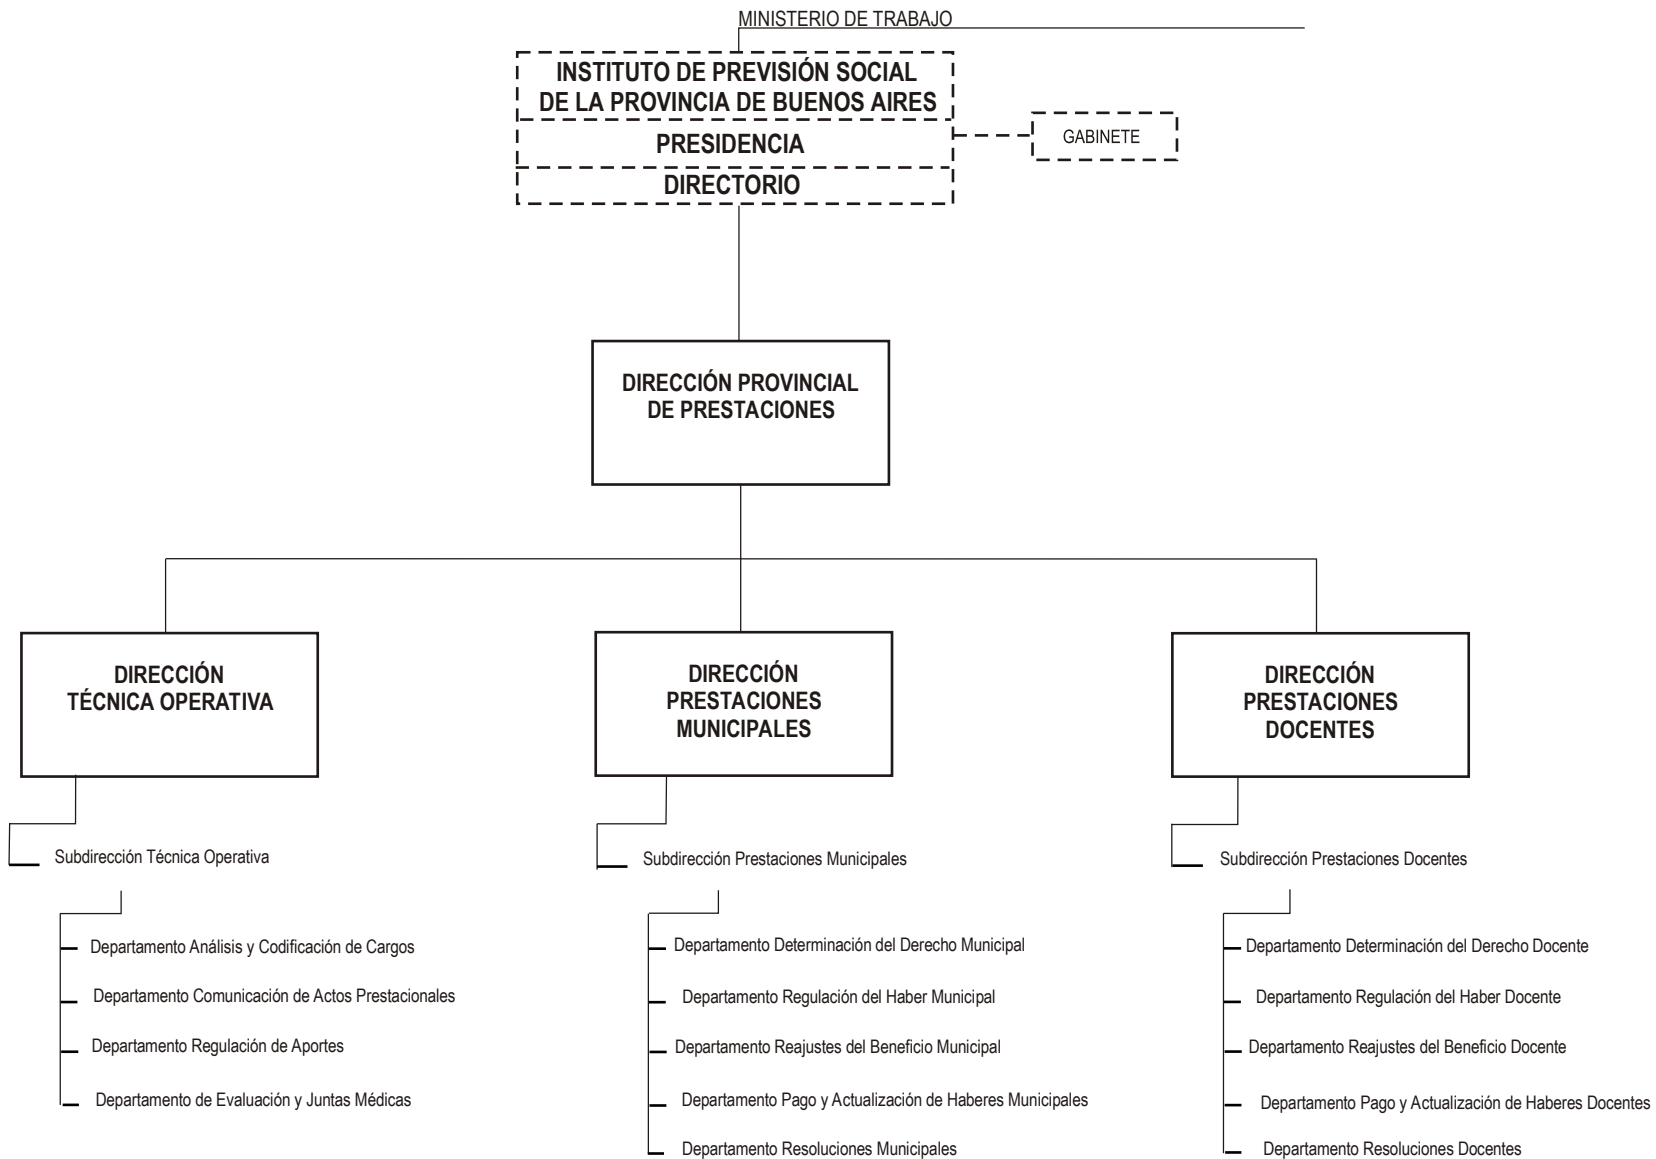 MINISTERIO DE TRABAJO
INSTITUTO DE PREVISIÓN SOCIAL
DE LA PROVINCIA DE BUENOS AIRES
PRESIDENCIA
GABINETE
DIRECTORIO
DIRECCIÓN PROVINCIAL
DE PRESTACIONES
DIRECCIÓN
TÉCNICA OPERATIVA
Subdirección Técnica Operativa
Departamento Análisis y Codificación de Cargos
Departamento Comunicación de Actos Prestacionales
Departamento Regulación de Aportes
Departamento de Evaluación y Juntas Médicas
DIRECCIÓN
PRESTACIONES
MUNICIPALES
Subdirección Prestaciones Municipales
Departamento Determinación del Derecho Municipal
Departamento Regulación del Haber Municipal
Departamento Reajustes del Beneficio Municipal
Departamento Pago y Actualización de Haberes Municipales
Departamento Resoluciones Municipales
DIRECCIÓN
PRESTACIONES
DOCENTES
Subdirección Prestaciones Docentes
Departamento Determinación del Derecho Docente
Departamento Regulación del Haber Docente
Departamento Reajustes del Beneficio Docente
Departamento Pago y Actualización de Haberes Docentes
Departamento Resoluciones Docentes